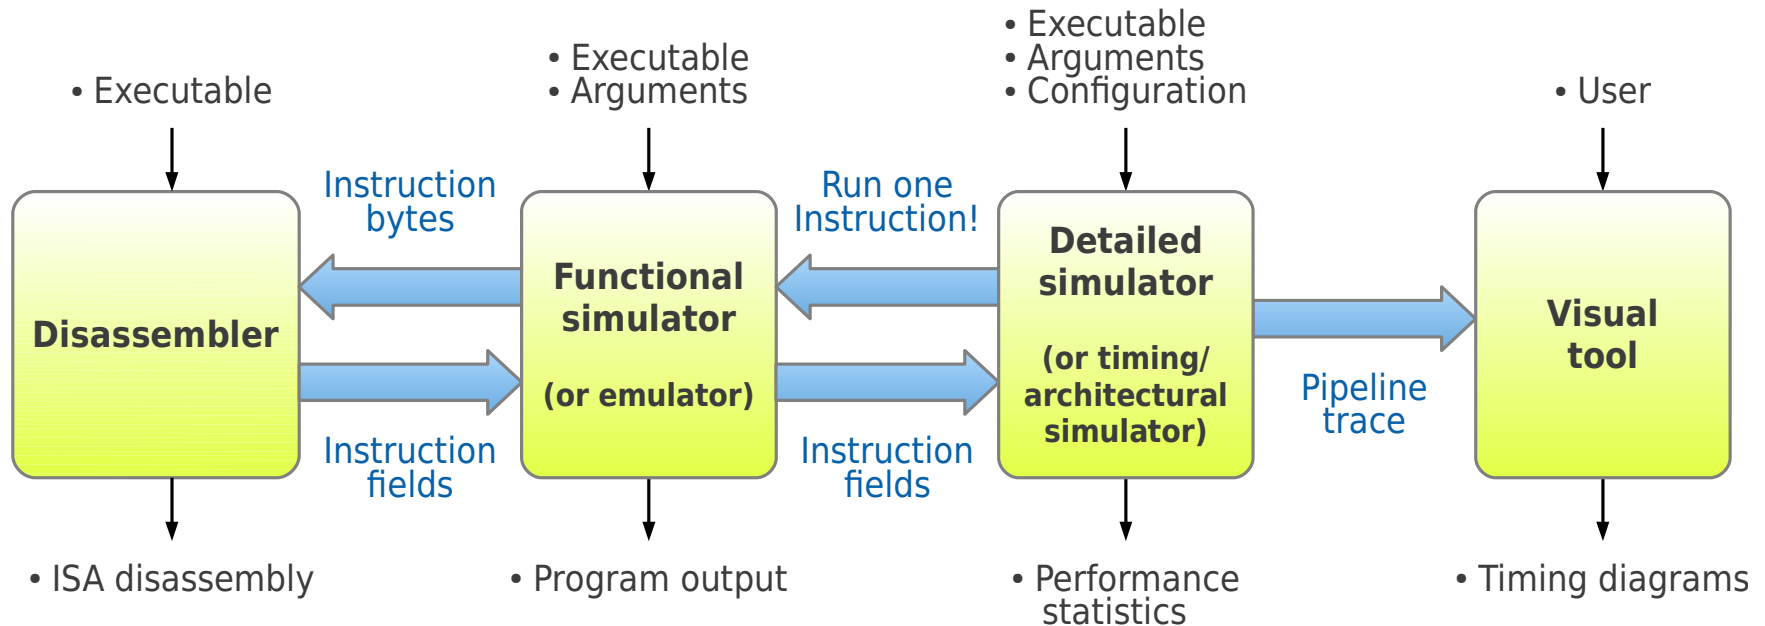 • Executable
• Executable
• Arguments
• Executable
• Arguments
• Configuration
• User
Instruction
bytes
Run one
Instruction!
Disassembler
Functional
simulator
(or emulator)
Detailed
simulator
(or timing/
architectural
simulator)
Visual
tool
Instruction
fields
Instruction
fields
Pipeline
trace
• ISA disassembly
• Program output
• Performance
statistics
• Timing diagrams